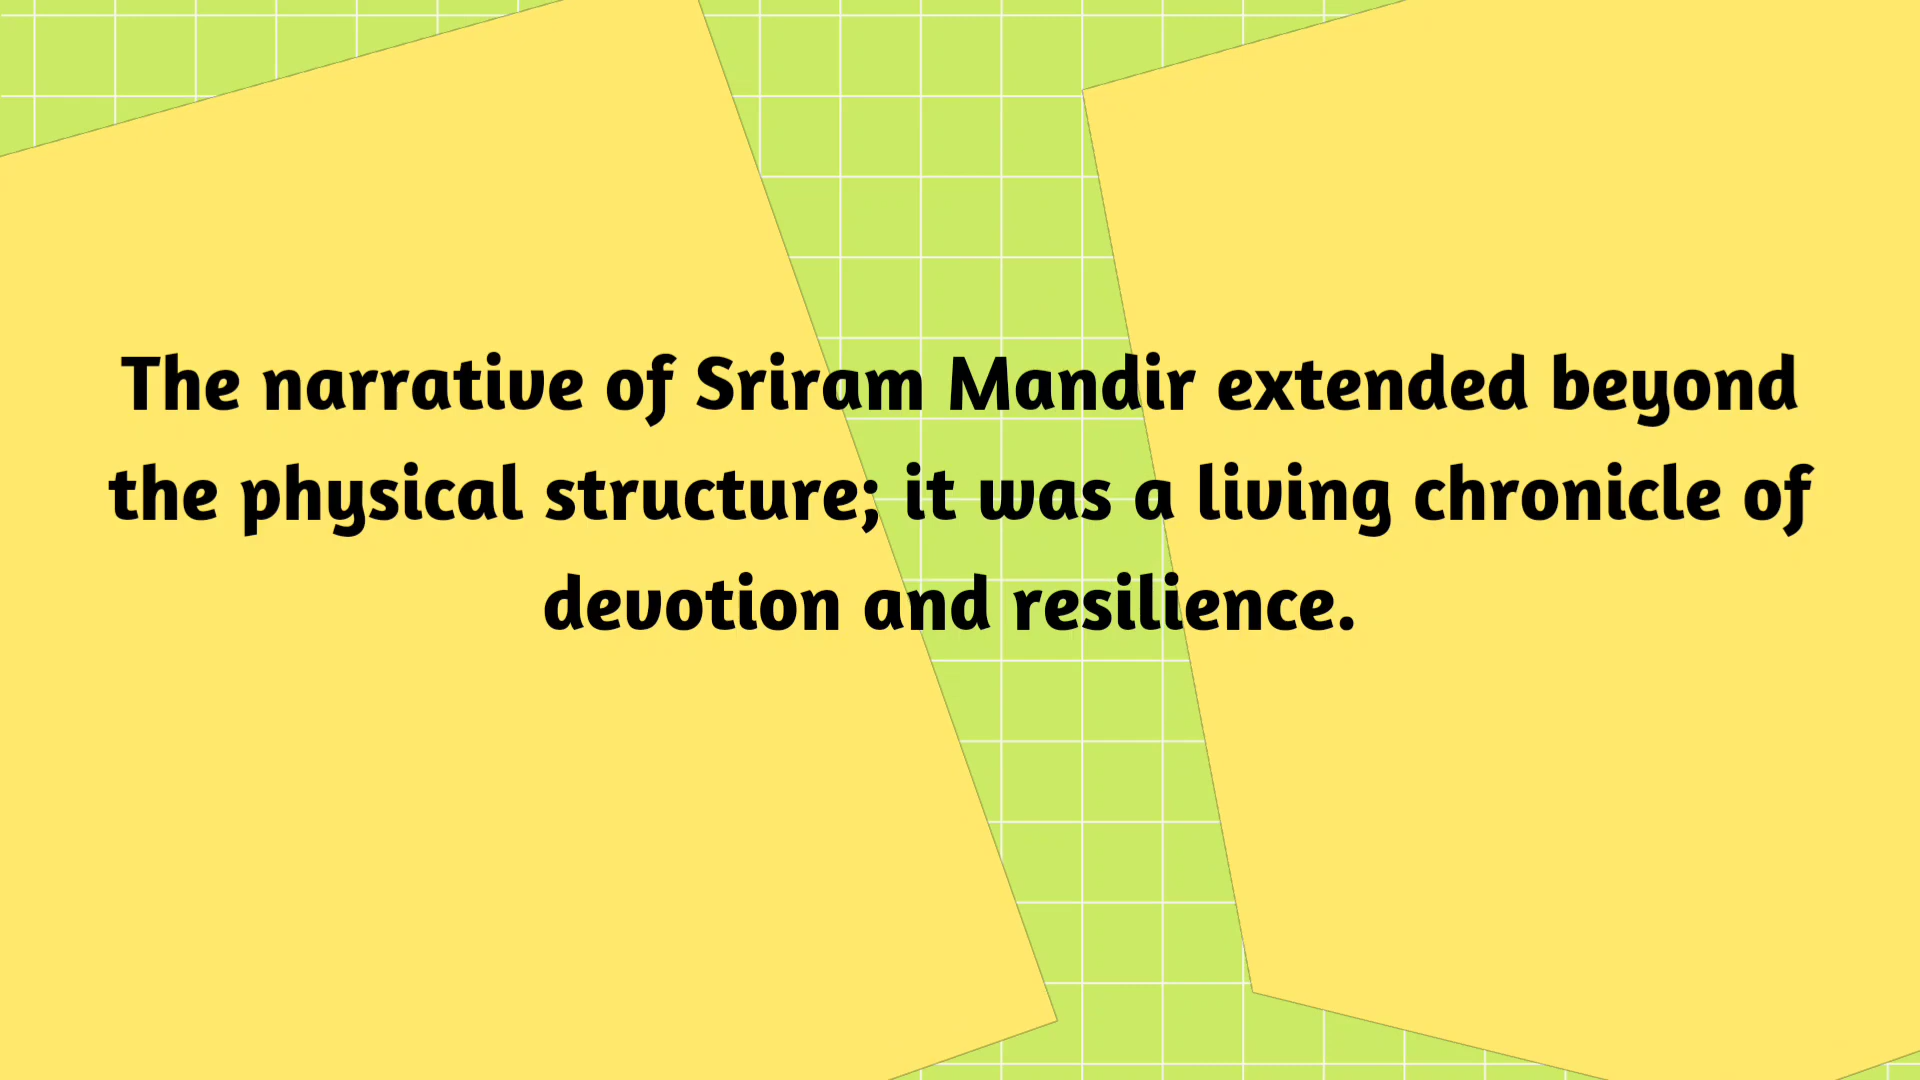 The narrative of Sriram Mandir extended beyond
the physical structure; it was a living chronicle of
devotion and resilience.